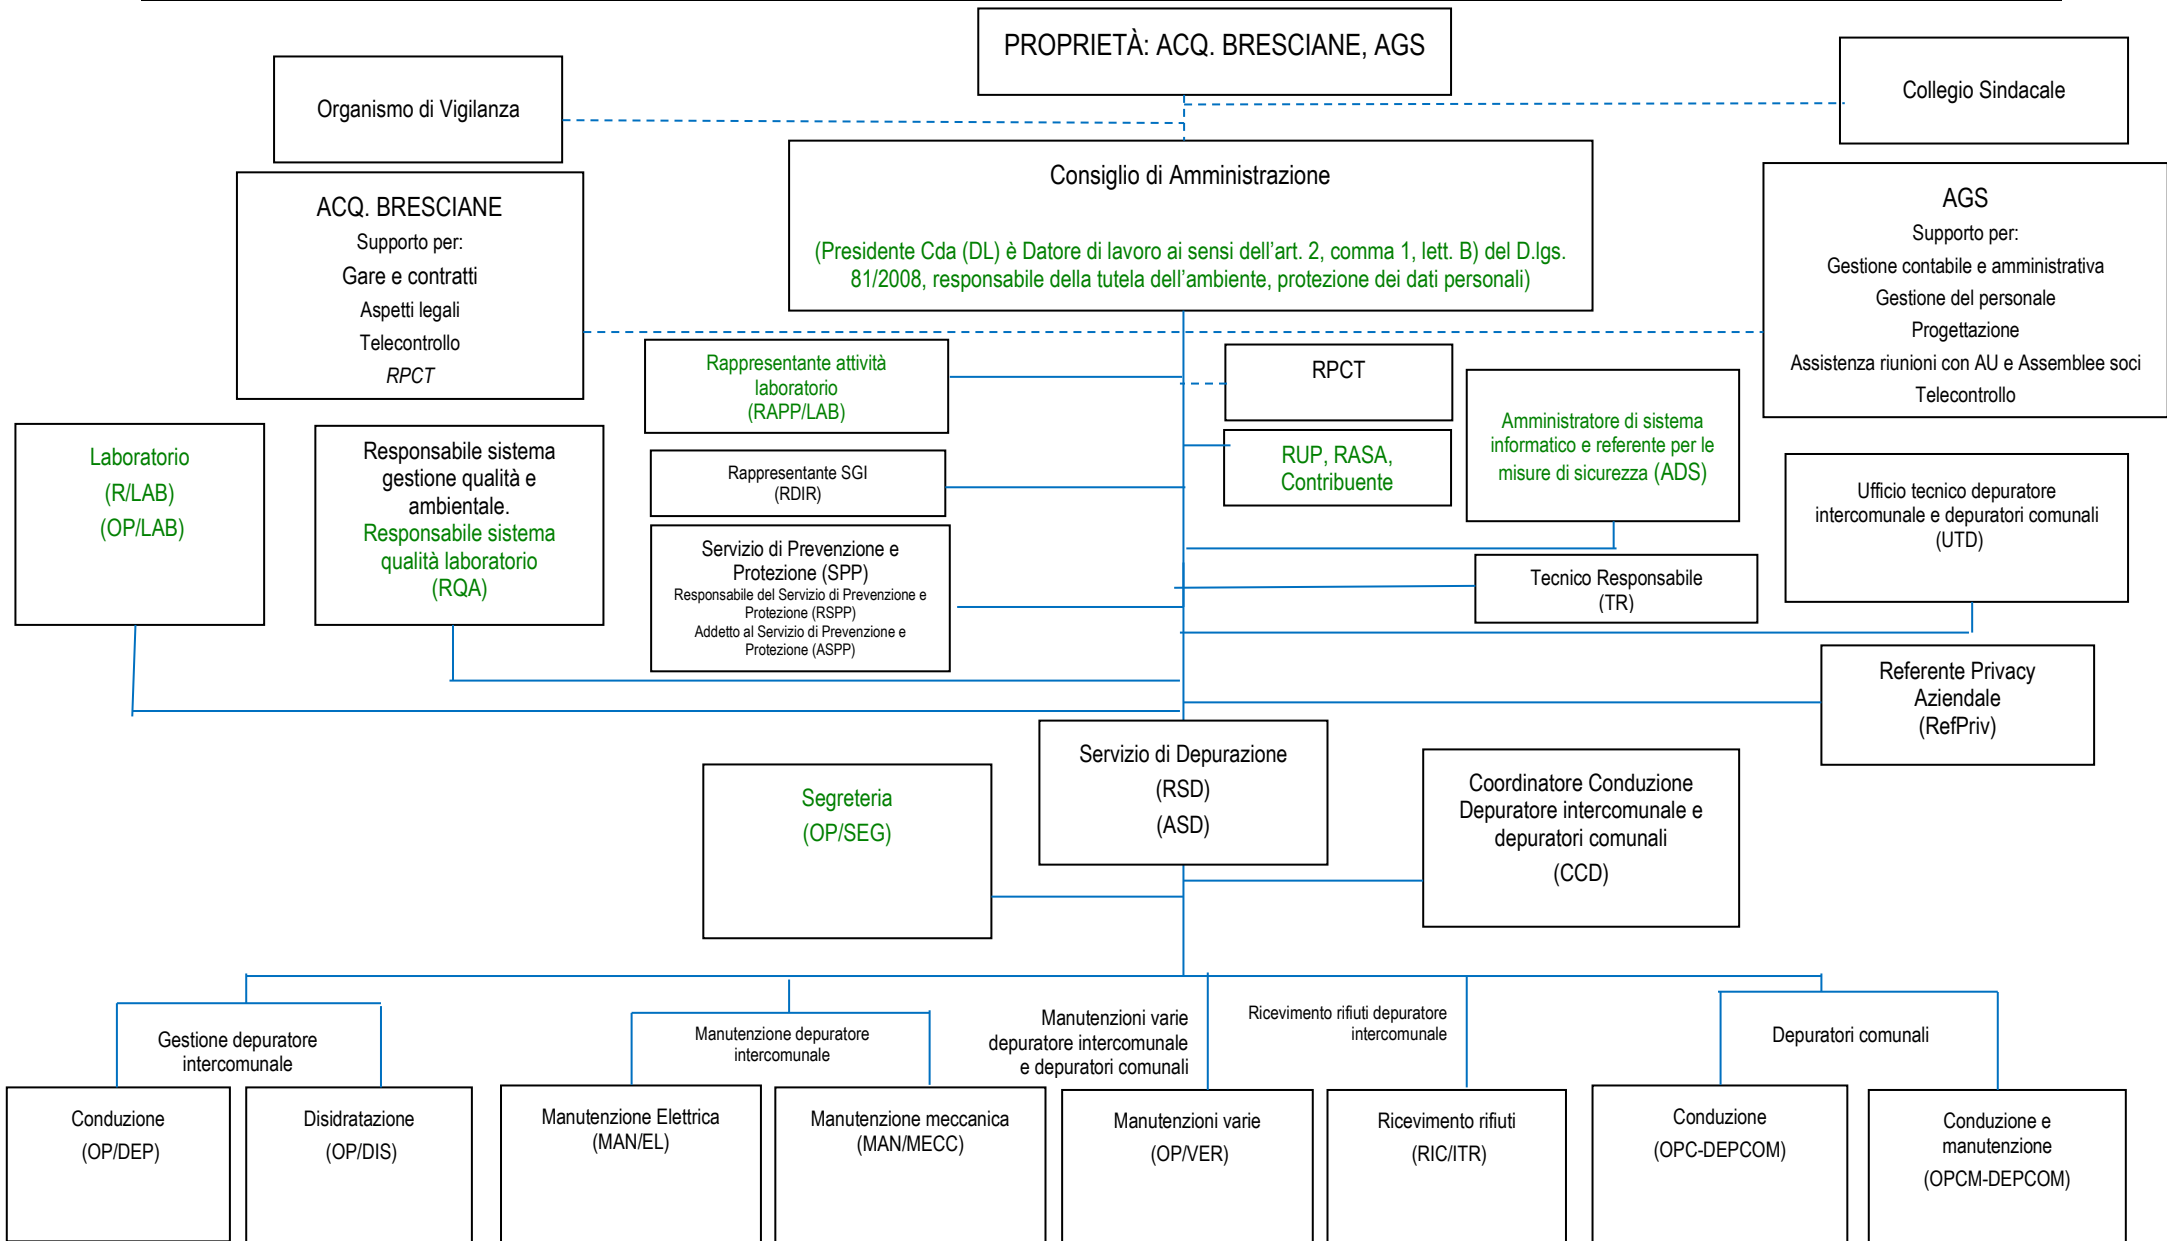 PROPRIETÀ: ACQ. BRESCIANE, AGS
Organismo di Vigilanza
Collegio Sindacale
Consiglio di Amministrazione
(Presidente Cda (DL) è Datore di lavoro ai sensi dell'art. 2, comma 1, lett. B) del D.lgs.
81/2008, responsabile della tutela dell'ambiente, protezione dei dati personali)
ACQ. BRESCIANE
Supporto per:
Gare e contratti
Aspetti legali
Telecontrollo
RPCT
AGS
Supporto per:
Gestione contabile e amministrativa
Gestione del personale
Progettazione
Assistenza riunioni con AU e Assemblee soci
Telecontrollo
Rappresentante attività
laboratorio
(RAPP/LAB)
RPCT
Amministratore di sistema
informatico e referente per le
misure di sicurezza (ADS)
Laboratorio
(R/LAB)
(OP/LAB)
Responsabile sistema
gestione qualità e
ambientale.
Responsabile sistema
qualità laboratorio
(RQA)
Rappresentante SGI
(RDIR)
RUP, RASA,
Contribuente
Ufficio tecnico depuratore
intercomunale e depuratori comunali
(UTD)
Servizio di Prevenzione e
Protezione (SPP)
Responsabile del Servizio di Prevenzione e
Protezione (RSPP)
Addetto al Servizio di Prevenzione e
Protezione (ASPP)
Tecnico Responsabile
(TR)
Referente Privacy
Aziendale
(RefPriv)
Servizio di Depurazione
(RSD)
(ASD)
Segreteria
(OP/SEG)
Coordinatore Conduzione
Depuratore intercomunale e
depuratori comunali
(CCD)
Gestione depuratore
intercomunale
Manutenzione depuratore
intercomunale
Manutenzioni varie
depuratore intercomunale
e depuratori comunali
Ricevimento rifiuti depuratore
intercomunale
Depuratori comunali
Conduzione
(OP/DEP)
Disidratazione
(OP/DIS)
Manutenzione Elettrica
(MAN/EL)
Manutenzione meccanica
(MAN/MECC)
Manutenzioni varie
(OP/VER)
Ricevimento rifiuti
(RIC/ITR)
Conduzione
(OPC-DEPCOM)
Conduzione e
manutenzione
(OPCM-DEPCOM)